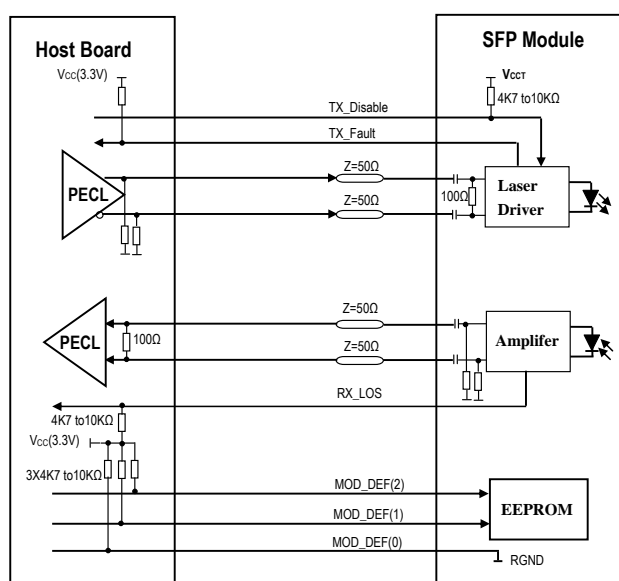 Host Board
SFP Module
Vcc(3.3V)
VCCT
4K7 to10KΩ
TX_Disable
TX_Fault
Z=50Ω
PECL
100Ω
Laser
Driver
Z=50Ω
Z=50Ω
PECL
100Ω
Amplifer
Z=50Ω
RX_LOS
4K7 to10KΩ
Vcc(3.3V)
3X4K7 to10KΩ
MOD_DEF(2)
EEPROM
MOD_DEF(1)
MOD_DEF(0)
RGND